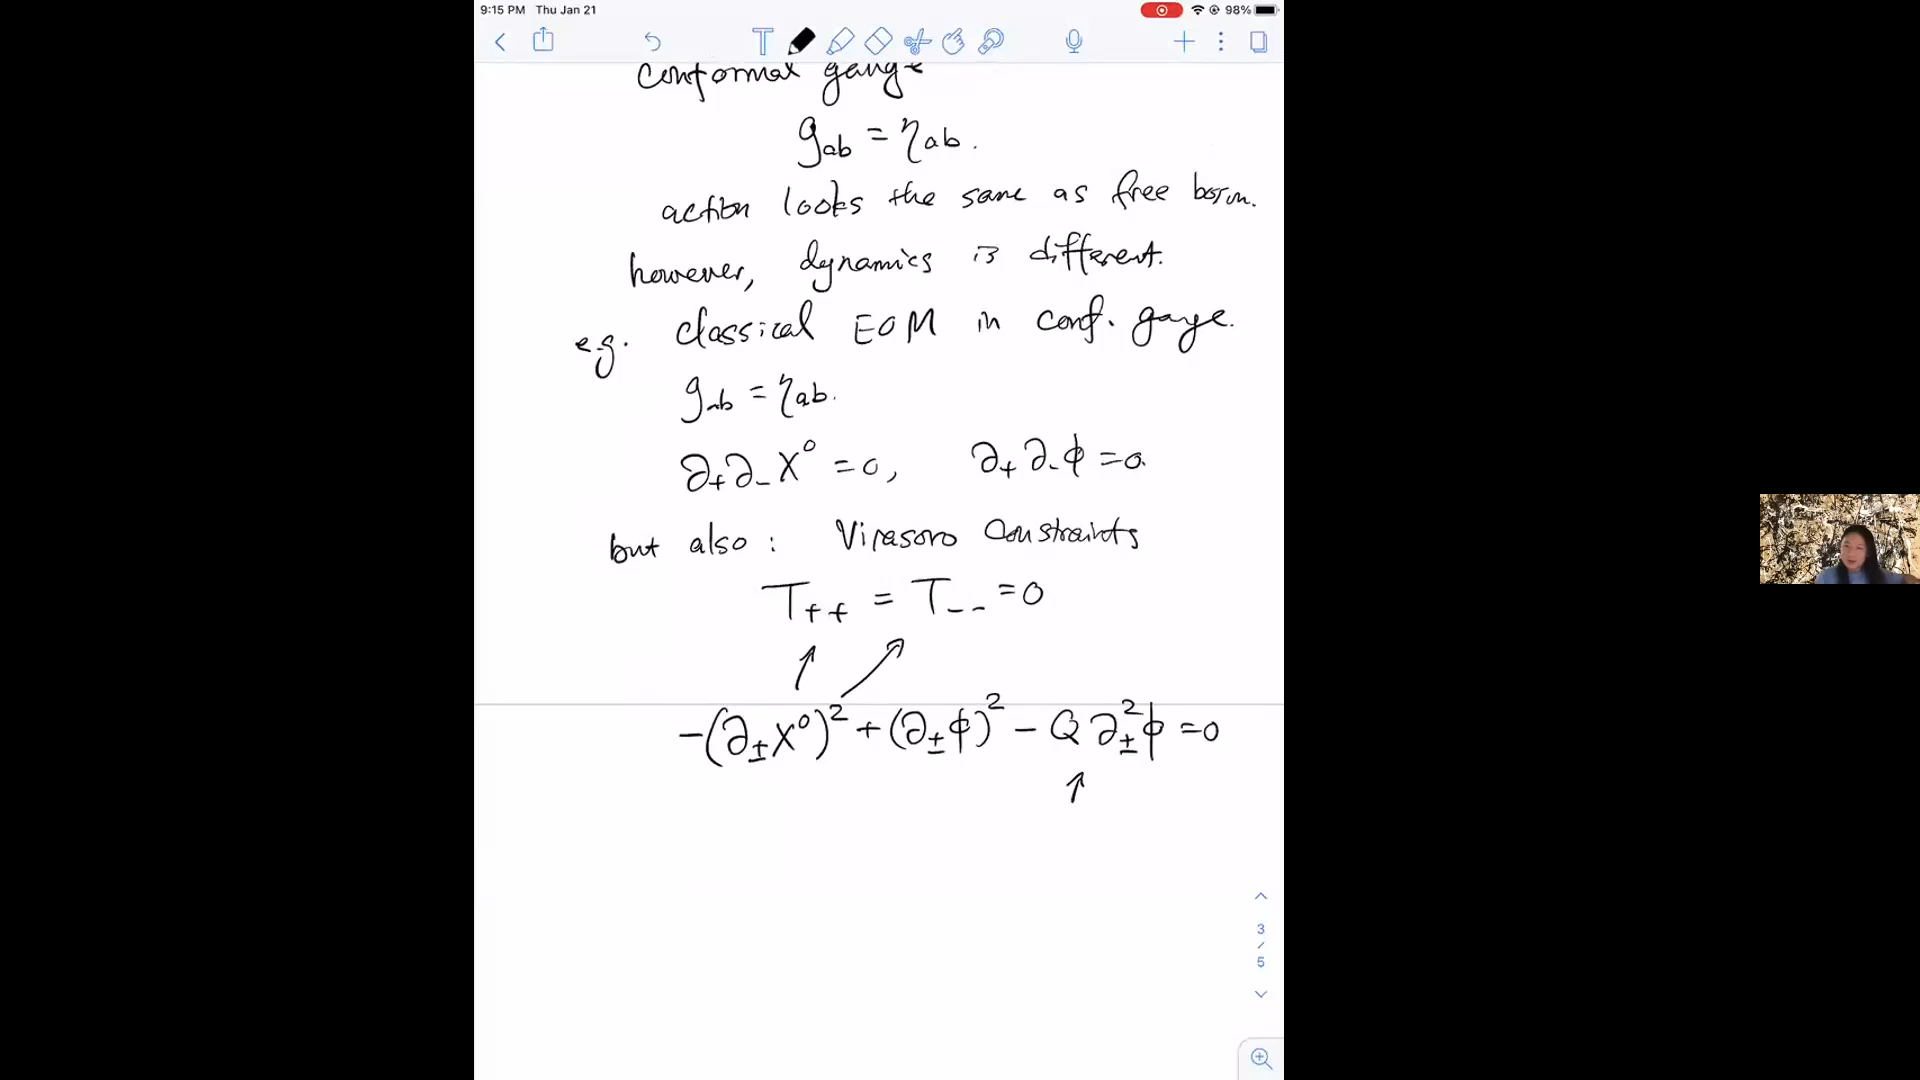 9:15 PM Thu Jan 21
98%
Conformal gauge
g_ab = η_ab.
action looks the same as free boson.
however, dynamics is different.
e.g. classical EOM in conf. gauge.
g_ab = η_ab.
∂₊∂₋X⁰ = 0, ∂₊∂₋ϕ = 0.
but also : Virasoro Constraints
T₊₊ = T₋₋ = 0
-(∂_± X⁰)² + (∂_± ϕ)² - Q ∂_±² ϕ = 0
3
/
5